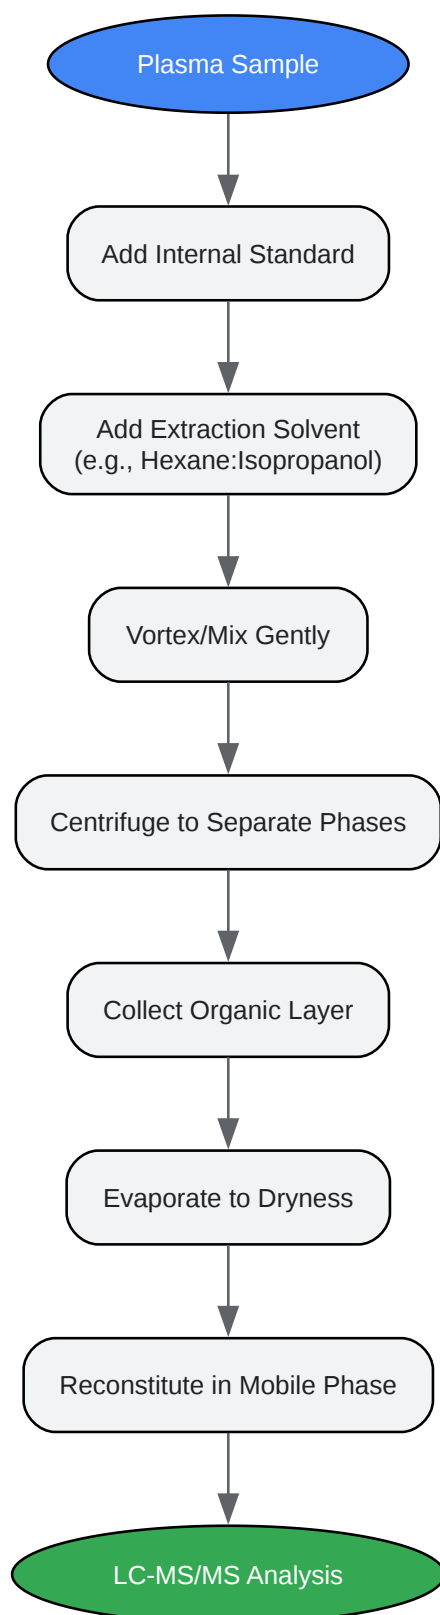 Plasma Sample
Add Internal Standard
Add Extraction Solvent
(e.g., Hexane:Isopropanol)
Vortex/Mix Gently
Centrifuge to Separate Phases
Collect Organic Layer
Evaporate to Dryness
Reconstitute in Mobile Phase
LC-MS/MS Analysis